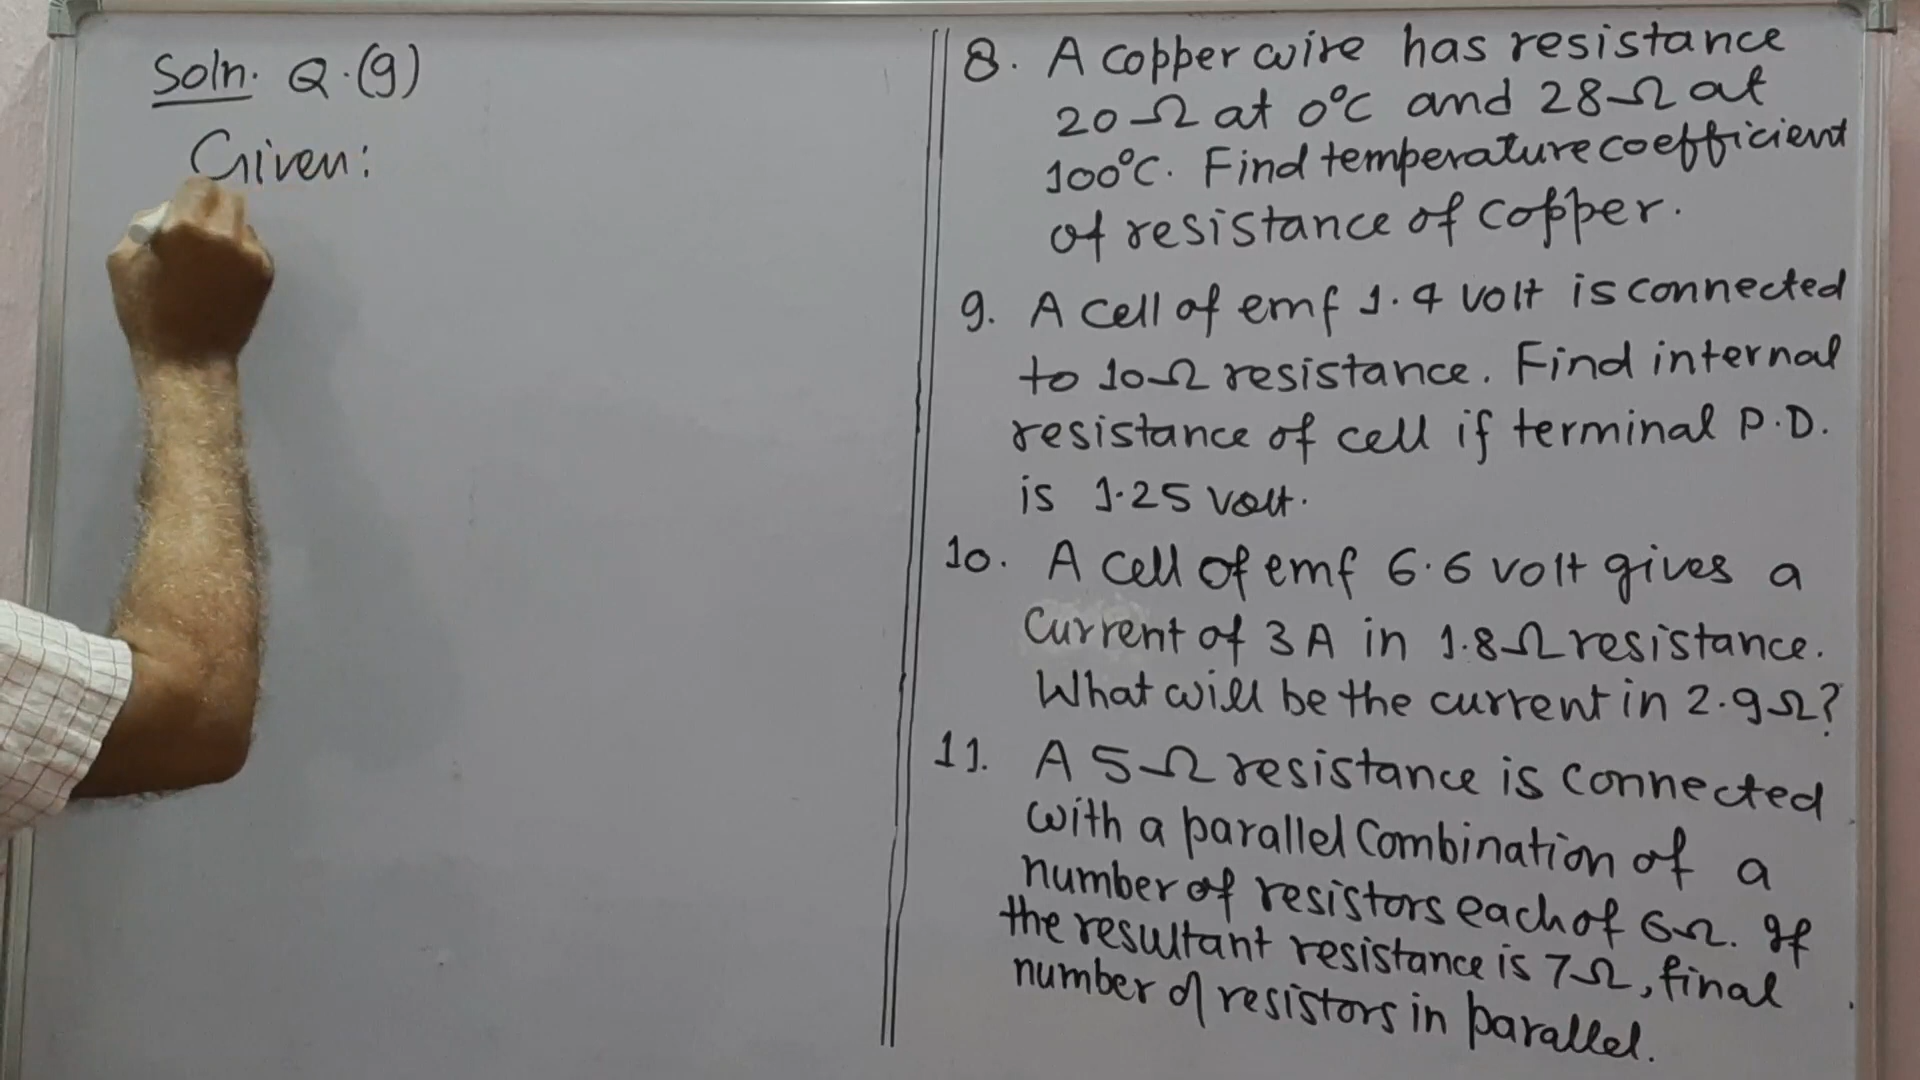 Soln. Q.(9)
Given:
8. A copper wire has resistance
20Ω at 0°C and 28Ω at
100°C. Find temperature coefficient
of resistance of copper.
9. A cell of emf 1.4 volt is connected
to 10Ω resistance. Find internal
resistance of cell if terminal P.D.
is 1.25 volt.
10. A cell of emf 6.6 volt gives a
current of 3A in 1.8Ω resistance.
What will be the current in 2.9Ω?
11. A 5Ω resistance is connected
with a parallel combination of a
number of resistors each of 6Ω. If
the resultant resistance is 7Ω, final
number of resistors in parallel.